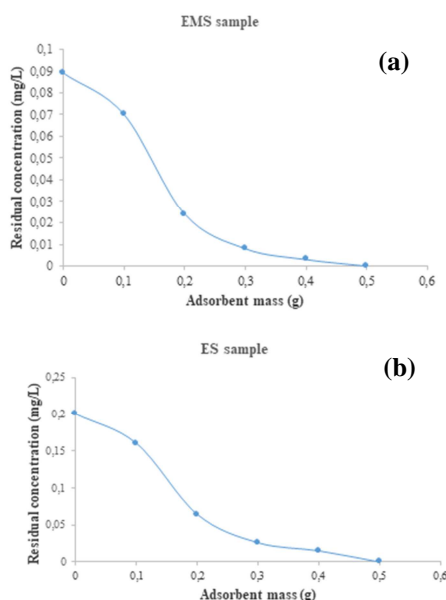 EMS sample
(a)
Residual concentration (mg/L)
0,1
0,09
0,08
0,07
0,06
0,05
0,04
0,03
0,02
0,01
0
0 0,1 0,2 0,3 0,4 0,5 0,6
Adsorbent mass (g)
ES sample
(b)
Residual concentration (mg/L)
0,25
0,2
0,15
0,1
0,05
0
0 0,1 0,2 0,3 0,4 0,5 0,6
Adsorbent mass (g)